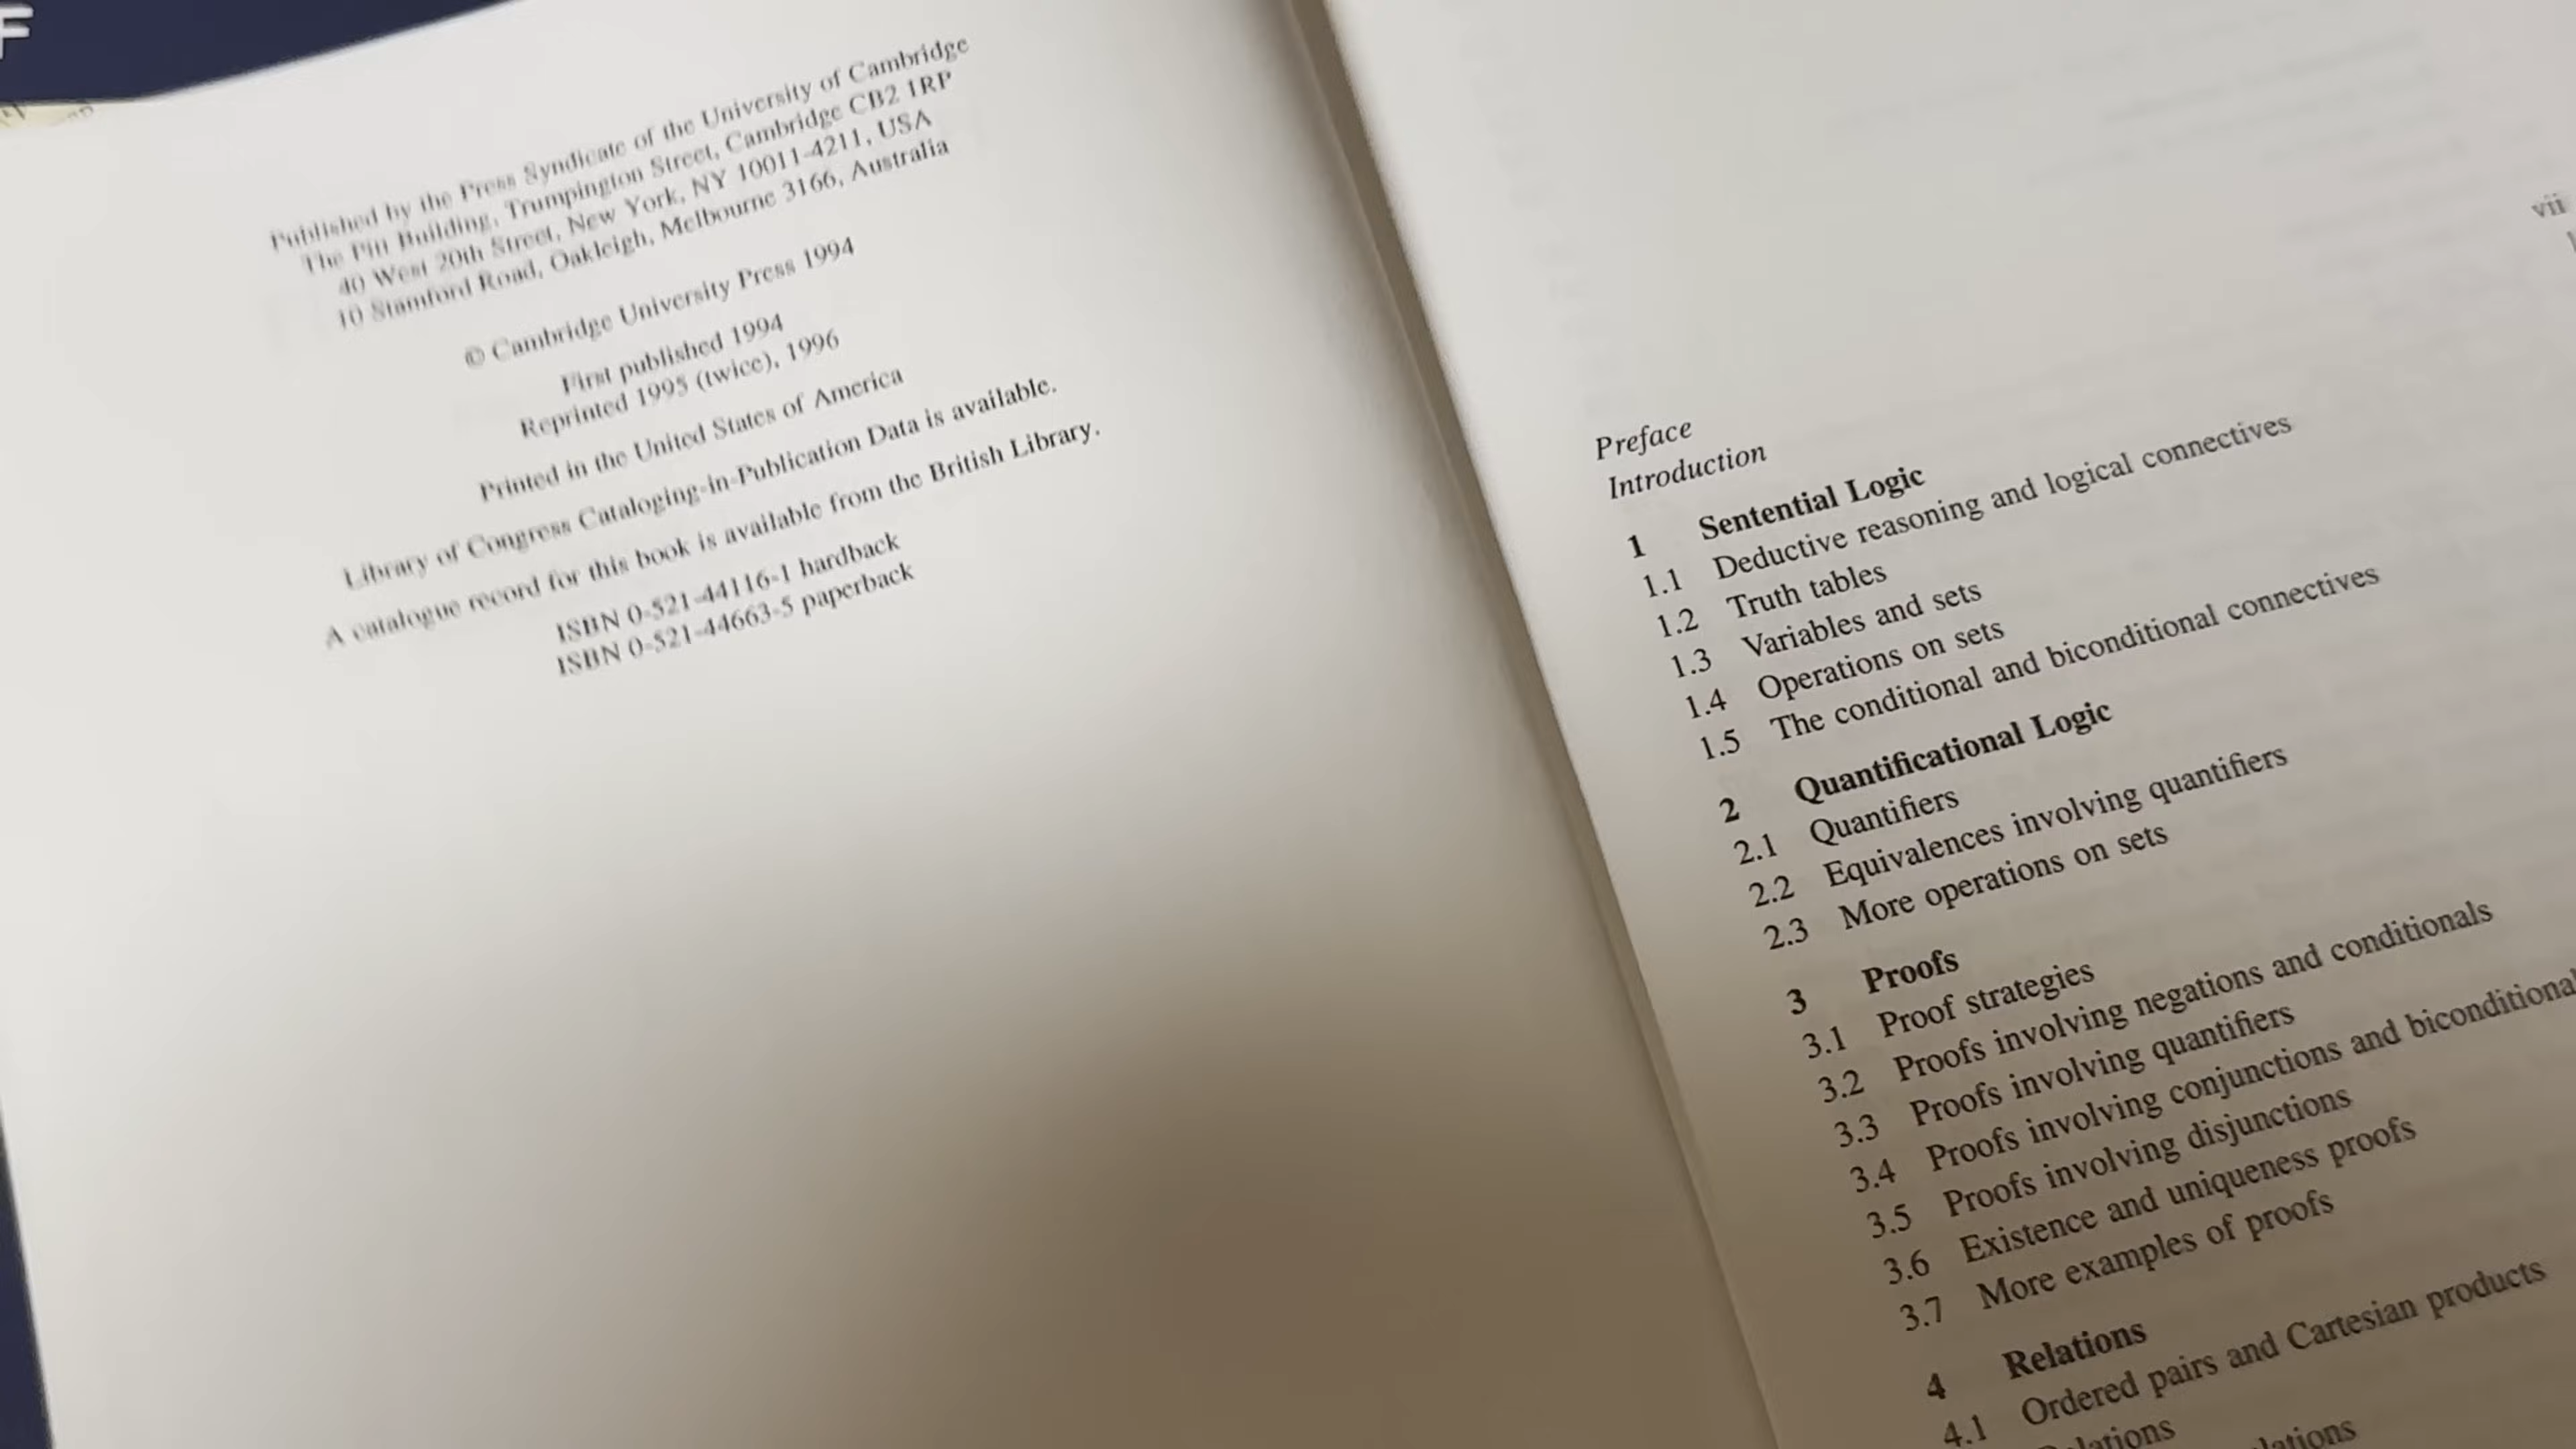 F
Published by the Press Syndicate of the University of Cambridge
The Pitt Building, Trumpington Street, Cambridge CB2 1RP
40 West 20th Street, New York, NY 10011-4211, USA
10 Stamford Road, Oakleigh, Melbourne 3166, Australia
© Cambridge University Press 1994
First published 1994
Reprinted 1995 (twice), 1996
Printed in the United States of America
Library of Congress Cataloging-in-Publication Data is available.
A catalogue record for this book is available from the British Library.
ISBN 0-521-44116-1 hardback
ISBN 0-521-44663-5 paperback
Preface vii
Introduction
1 Sentential Logic
1.1 Deductive reasoning and logical connectives
1.2 Truth tables
1.3 Variables and sets
1.4 Operations on sets
1.5 The conditional and biconditional connectives
2 Quantificational Logic
2.1 Quantifiers
2.2 Equivalences involving quantifiers
2.3 More operations on sets
3 Proofs
3.1 Proof strategies
3.2 Proofs involving negations and conditionals
3.3 Proofs involving quantifiers
3.4 Proofs involving conjunctions and biconditional
3.5 Proofs involving disjunctions
3.6 Existence and uniqueness proofs
3.7 More examples of proofs
4 Relations
4.1 Ordered pairs and Cartesian products